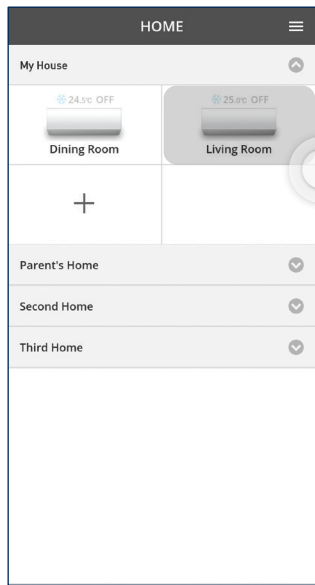 HOME
My House
24.5°C OFF
25.0°C OFF
Dining Room
Living Room
+
Parent's Home
Second Home
Third Home